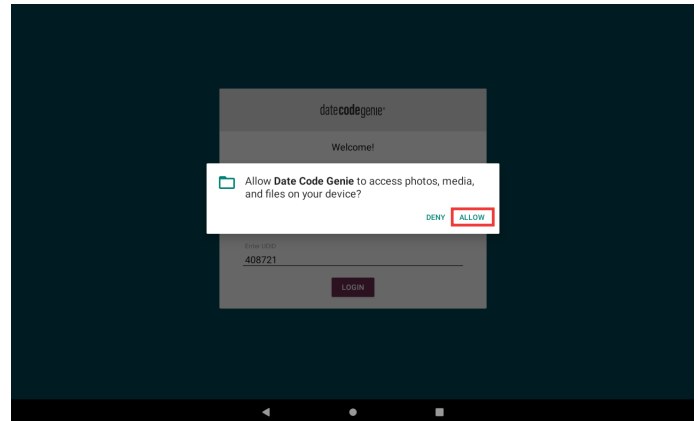 datecodegenie
Welcome!
Allow Date Code Genie to access photos, media,
and files on your device?
DENY ALLOW
Enter UIID
408721
LOGIN